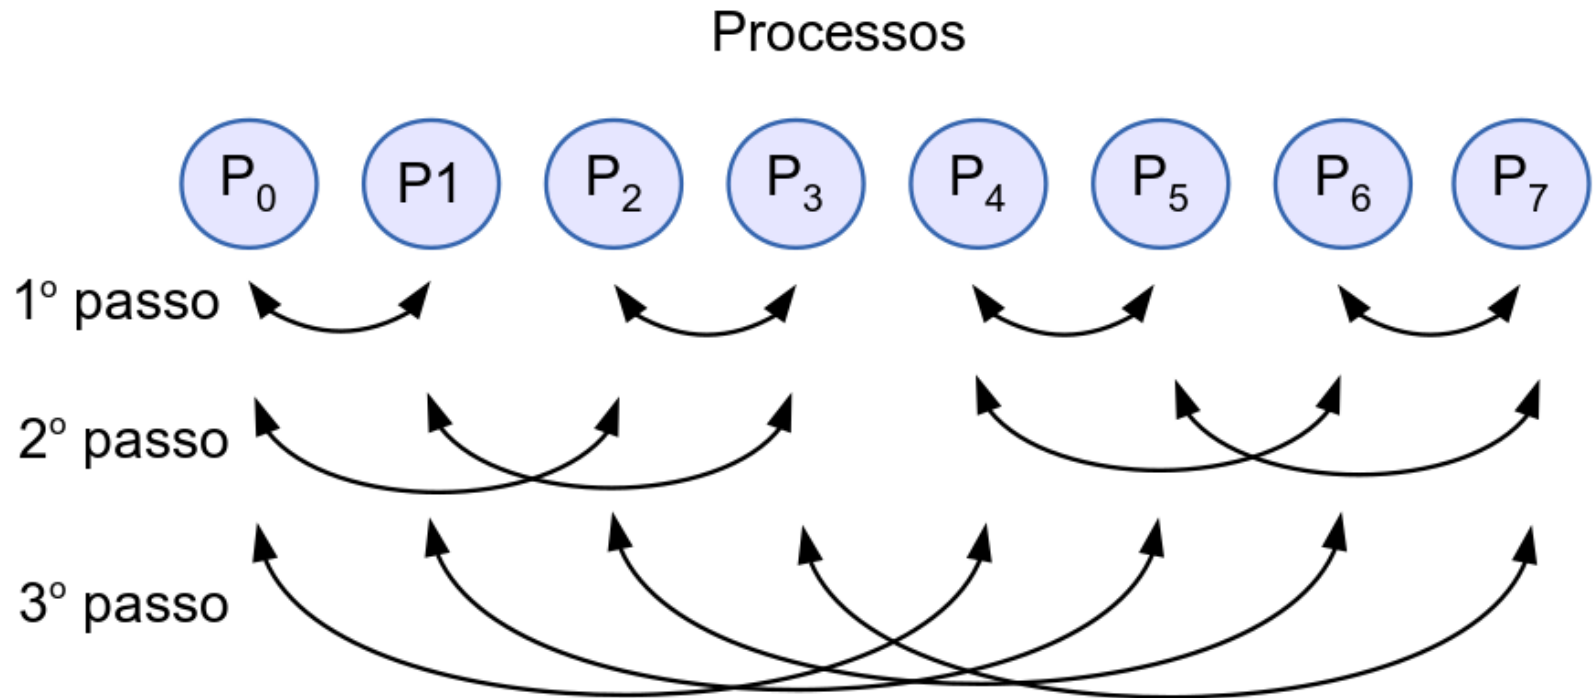 Processos
P₀ P1 P₂ P₃ P₄ P₅ P₆ P₇
1º passo
2º passo
3º passo